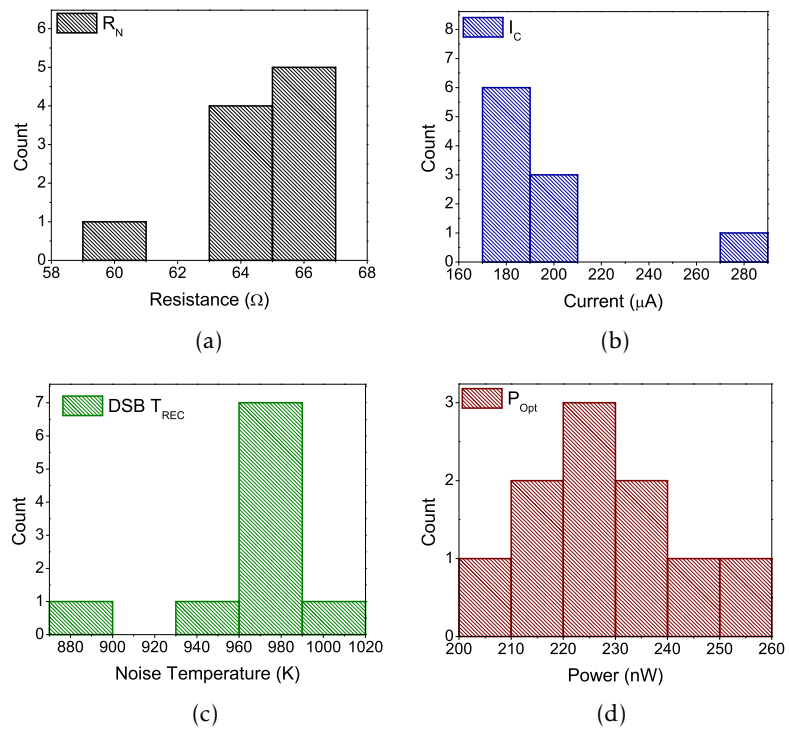 R_N
6
5
4
3
2
1
0
Count
58 60 62 64 66 68
Resistance (Ω)
(a)
I_C
8
7
6
5
4
3
2
1
0
Count
160 180 200 220 240 260 280
Current (μA)
(b)
DSB T_REC
7
6
5
4
3
2
1
0
Count
880 900 920 940 960 980 1000 1020
Noise Temperature (K)
(c)
P_Opt
3
2
1
0
Count
200 210 220 230 240 250 260
Power (nW)
(d)